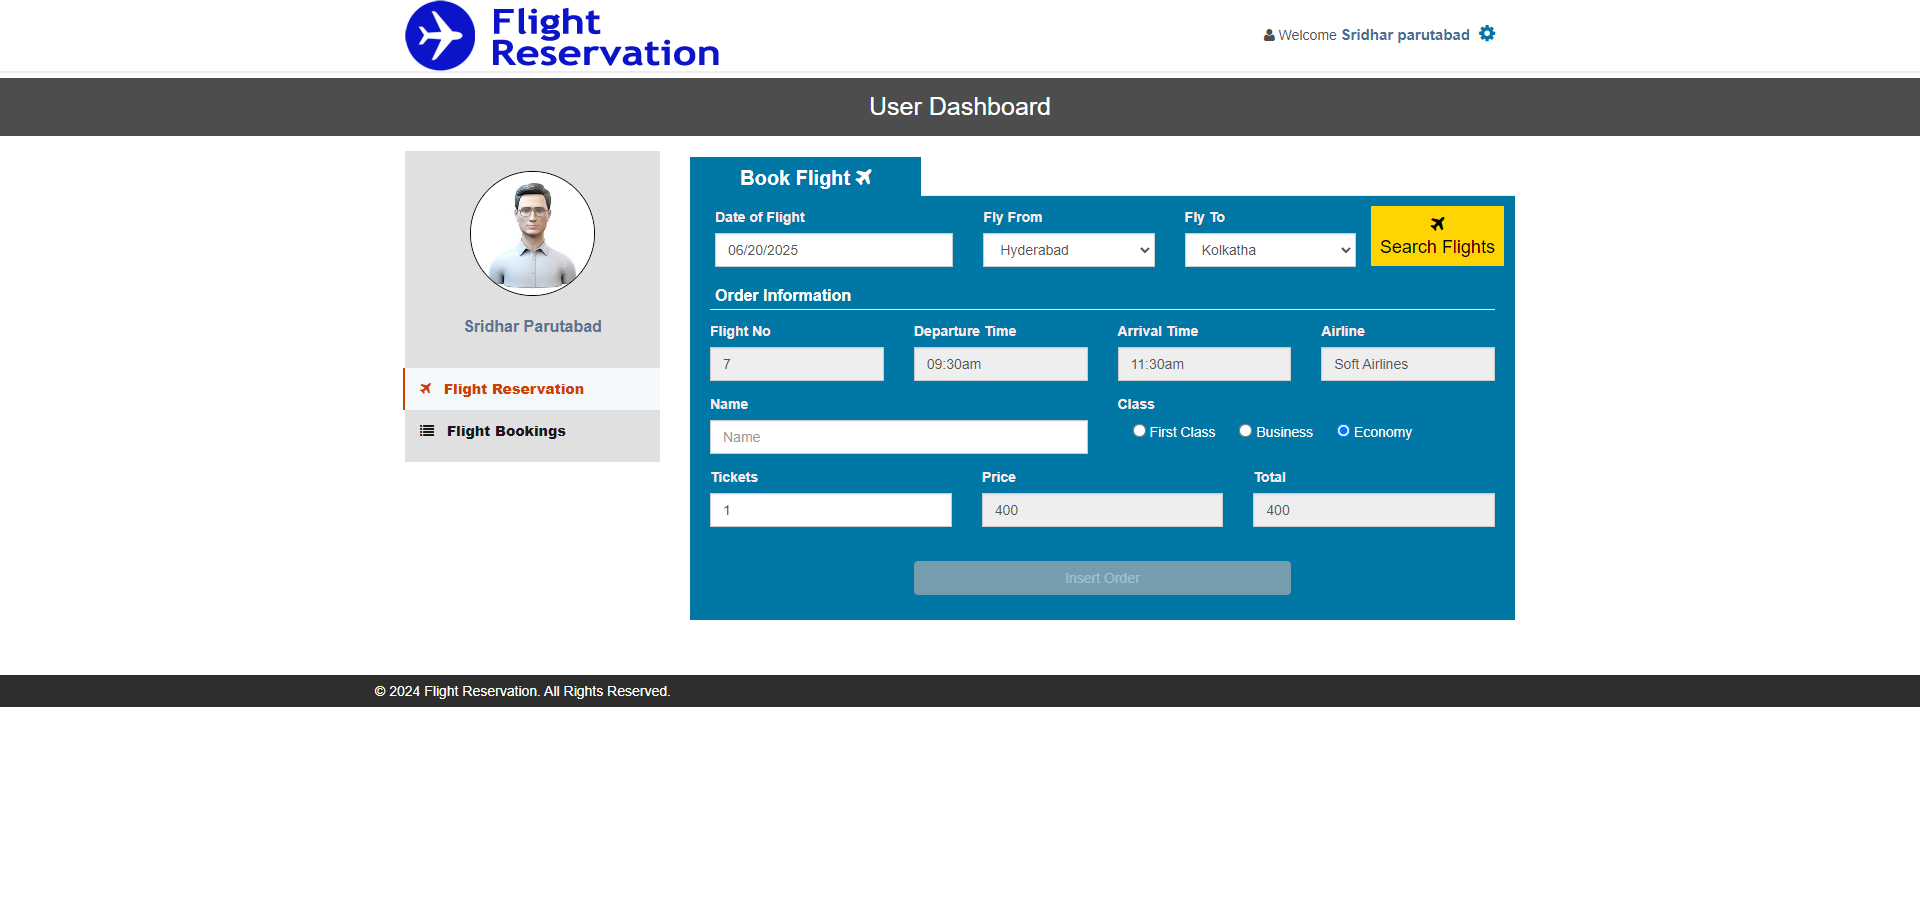 Flight
Reservation
Welcome Sridhar parutabad
User Dashboard
Sridhar Parutabad
Flight Reservation
Flight Bookings
Book Flight
Date of Flight Fly From Fly To
06/20/2025 Hyderabad Kolkatha
Search Flights
Order Information
Flight No Departure Time Arrival Time Airline
7 09:30am 11:30am Soft Airlines
Name Class
Name First Class Business Economy
Tickets Price Total
1 400 400
Insert Order
© 2024 Flight Reservation. All Rights Reserved.